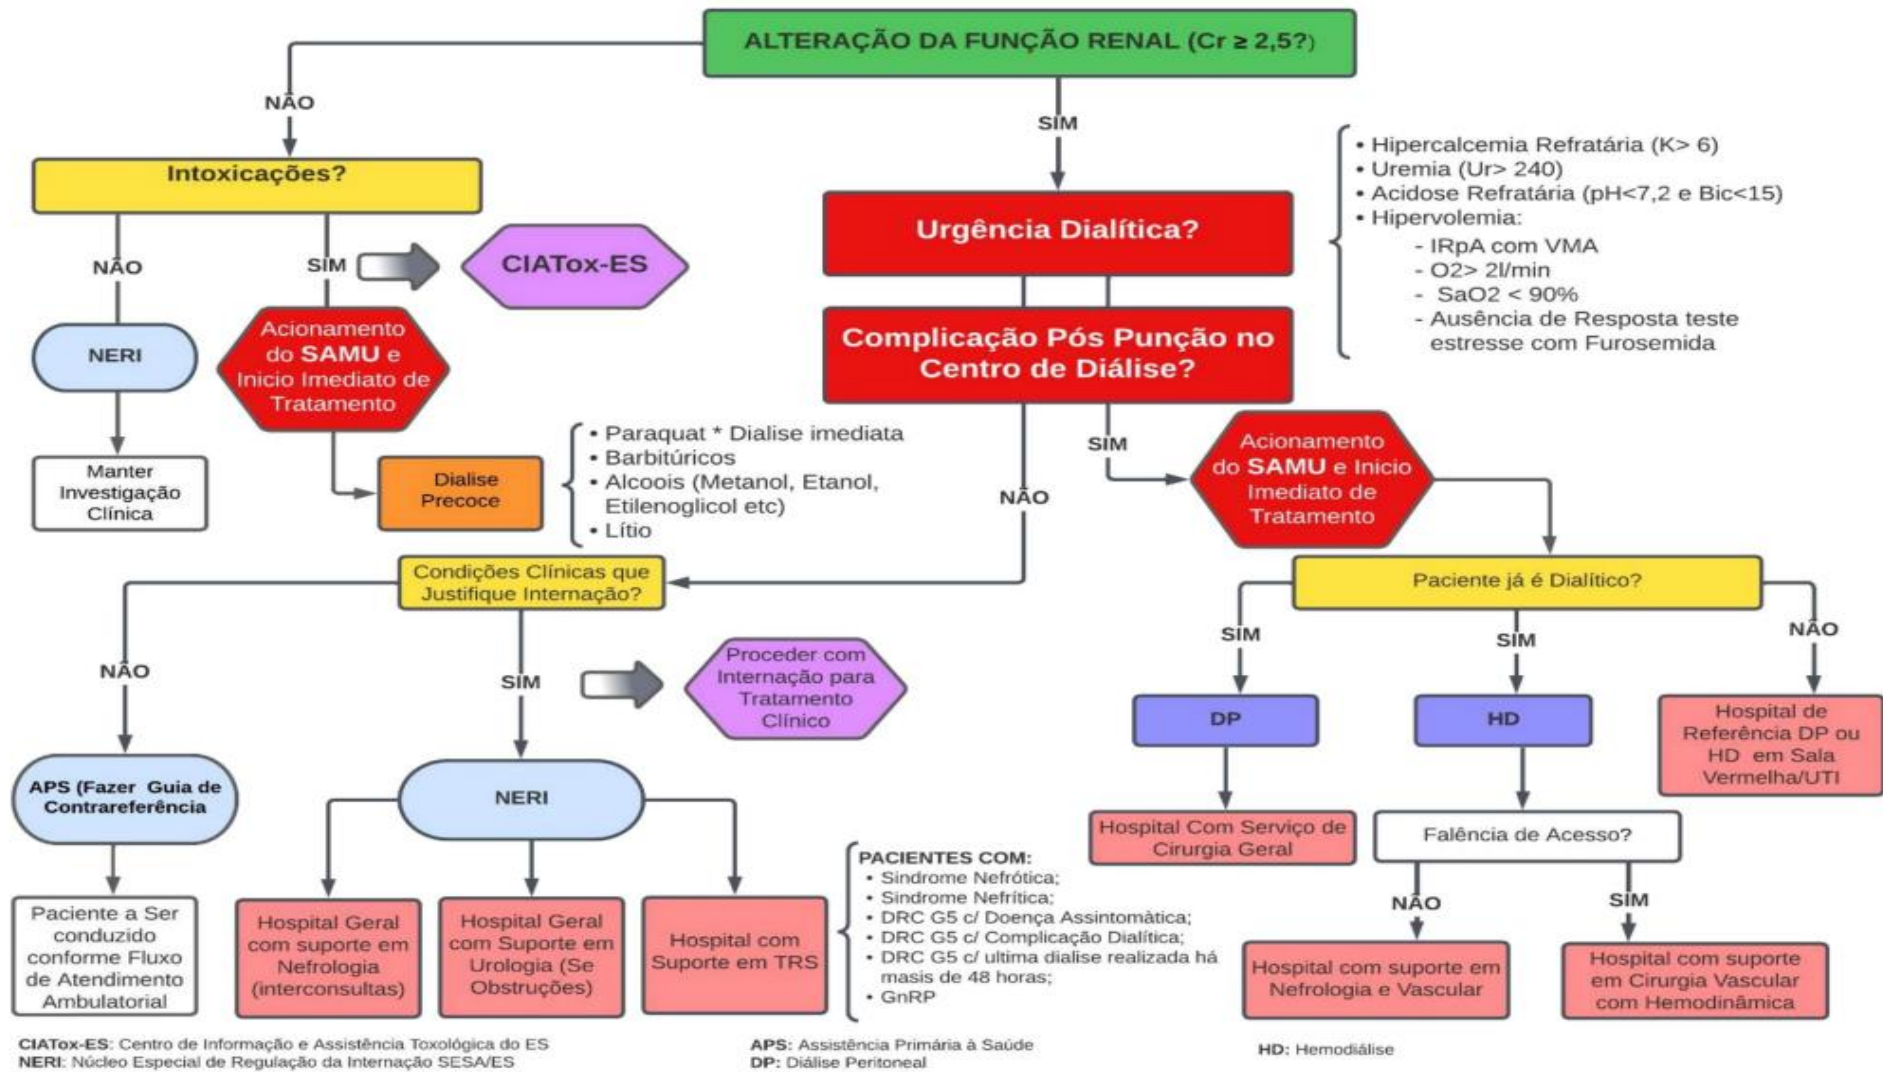 ALTERAÇÃO DA FUNÇÃO RENAL (Cr ≥ 2,5?)
NÃO
SIM
Intoxicações?
NÃO
SIM
CIATox-ES
NERI
Acionamento
do SAMU e
Inicio Imediato de
Tratamento
Manter
Investigação
Clínica
Dialise
Precoce
• Paraquat * Dialise imediata
• Barbitúricos
• Alcoois (Metanol, Etanol,
Etilenoglicol etc)
• Lítio
Urgência Dialítica?
• Hipercalcemia Refratária (K> 6)
• Uremia (Ur> 240)
• Acidose Refratária (pH<7,2 e Bic<15)
• Hipervolemia:
- IRpA com VMA
- O2> 2l/min
- SaO2 < 90%
- Ausência de Resposta teste
estresse com Furosemida
Complicação Pós Punção no
Centro de Diálise?
NÃO
SIM
Acionamento
do SAMU e Inicio
Imediato de
Tratamento
Condições Clínicas que
Justifique Internação?
NÃO
SIM
Proceder com
Internação para
Tratamento
Clínico
APS (Fazer Guia de
Contrareferência
Paciente a Ser
conduzido
conforme Fluxo
de Atendimento
Ambulatorial
NERI
Hospital Geral
com suporte em
Nefrologia
(interconsultas)
Hospital Geral
com Suporte em
Urologia (Se
Obstruções)
Hospital com
Suporte em TRS
PACIENTES COM:
• Sindrome Nefrótica;
• Sindrome Nefrítica;
• DRC G5 c/ Doença Assintomàtica;
• DRC G5 c/ Complicação Dialítica;
• DRC G5 c/ ultima dialise realizada há
masis de 48 horas;
• GnRP
Paciente já é Dialítico?
SIM
SIM
NÃO
DP
HD
Hospital de
Referência DP ou
HD em Sala
Vermelha/UTI
Hospital Com Serviço de
Cirurgia Geral
Falência de Acesso?
NÃO
SIM
Hospital com suporte em
Nefrologia e Vascular
Hospital com suporte
em Cirurgia Vascular
com Hemodinâmica
CIATox-ES: Centro de Informação e Assistência Toxológica do ES
NERI: Núcleo Especial de Regulação da Internação SESA/ES
APS: Assistência Primária à Saúde
DP: Diálise Peritoneal
HD: Hemodiálise